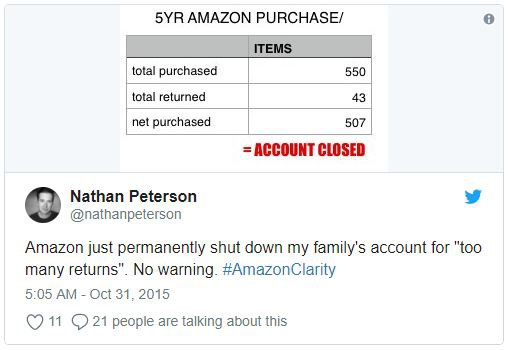 5YR AMAZON PURCHASE/
ITEMS
total purchased 550
total returned 43
net purchased 507
= ACCOUNT CLOSED
Nathan Peterson
@nathanpeterson
Amazon just permanently shut down my family's account for "too
many returns". No warning. #AmazonClarity
5:05 AM - Oct 31, 2015
11 21 people are talking about this